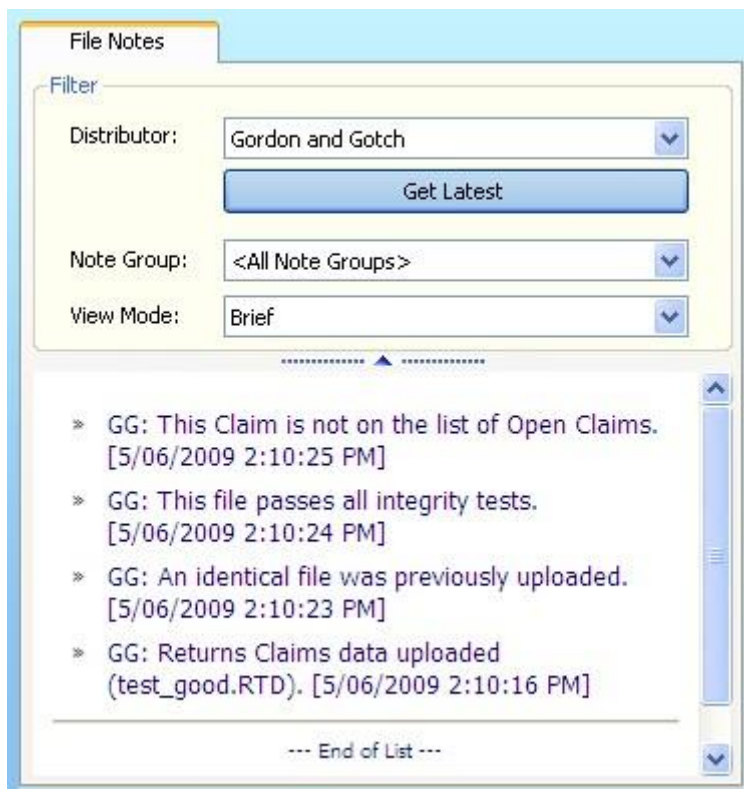 File Notes
Filter
Distributor: Gordon and Gotch
Get Latest
Note Group: <All Note Groups>
View Mode: Brief
» GG: This Claim is not on the list of Open Claims.
[5/06/2009 2:10:25 PM]
» GG: This file passes all integrity tests.
[5/06/2009 2:10:24 PM]
» GG: An identical file was previously uploaded.
[5/06/2009 2:10:23 PM]
» GG: Returns Claims data uploaded
(test_good.RTD). [5/06/2009 2:10:16 PM]
--- End of List ---